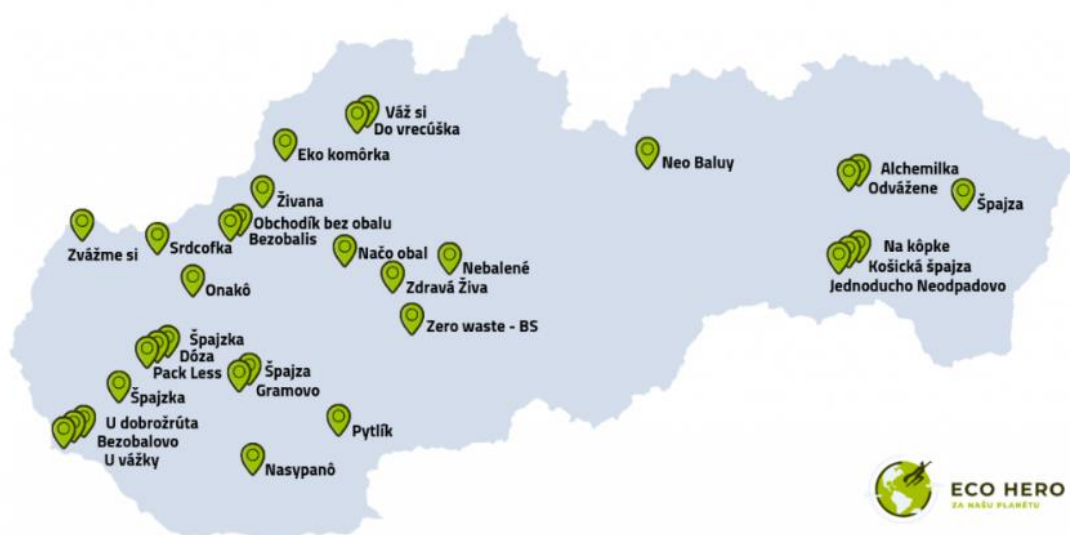 Váž si
Do vrecúška
Eko komôrka
Neo Baluy
Alchemilka
Odvážene
Živana
Špajza
Obchodík bez obalu
Bezobalis
Srdcofka
Zvážme si
Načo obal
Nebalené
Na kôpke
Košická špajza
Jednoducho Neodpadovo
Onakô
Zdravá Živa
Zero waste - BS
Špajzka
Dóza
Pack Less
Špajza
Gramovo
Špajzka
U dobrožrúta
Bezobalovo
U vážky
Pytlík
Nasypanô
ECO HERO
ZA NAŠU PLANÉTU